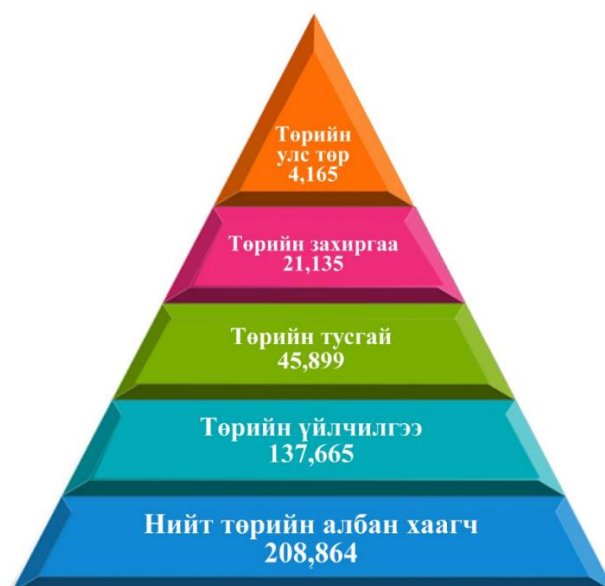 Төрийн
улс төр
4,165
Төрийн захиргаа
21,135
Төрийн тусгай
45,899
Төрийн үйлчилгээ
137,665
Нийт төрийн албан хаагч
208,864